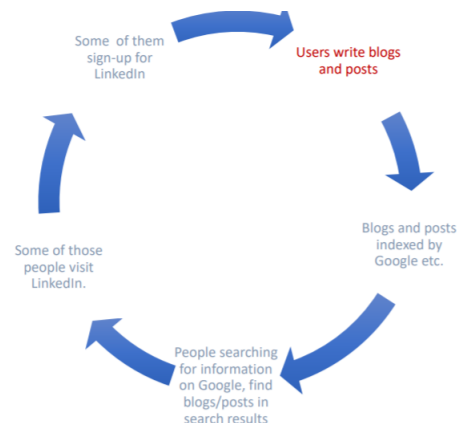 Some of them
sign-up for
LinkedIn
Users write blogs
and posts
Blogs and posts
indexed by
Google etc.
People searching
for information
on Google, find
blogs/posts in
search results
Some of those
people visit
LinkedIn.